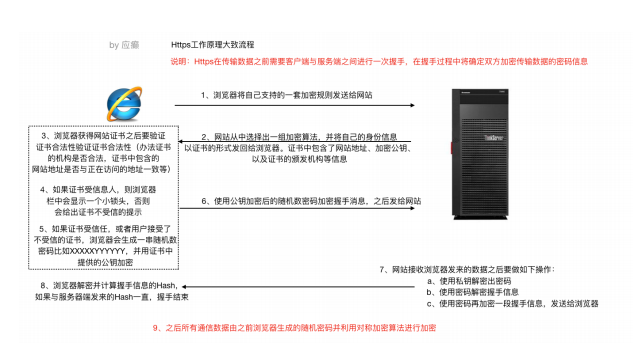 by 应癫
Https工作原理大致流程
说明：Https在传输数据之前需要客户端与服务端之间进行一次握手，在握手过程中将确定双方加密传输数据的密码信息
1、浏览器将自己支持的一套加密规则发送给网站
3、浏览器获得网站证书之后要验证
证书合法性验证证书合法性（办法证书
的机构是否合法，证书中包含的
网站地址是否与正在访问的地址一致等）
2、网站从中选择出一组加密算法，并将自己的身份信息
以证书的形式发回给浏览器。证书中包含了网站地址、加密公钥、
以及证书的颁发机构等信息
ThinkServer
4、如果证书受信息人，则浏览器
栏中会显示一个小锁头，否则
会给出证书不受信的提示
6、使用公钥加密后的随机数密码加密握手消息，之后发给网站
5、如果证书受信任，或者用户接受了
不受信的证书，浏览器会生成一串随机数
密码比如XXXXXYYYYYY，并用证书中
提供的公钥加密
7、网站接收浏览器发来的数据之后要做如下操作：
a、使用私钥解密出密码
b、使用密码解密握手信息
c、使用密码再加密一段握手信息，发送给浏览器
8、浏览器解密并计算握手信息的Hash，
如果与服务器端发来的Hash一直，握手结束
9、之后所有通信数据由之前浏览器生成的随机密码并利用对称加密算法进行加密